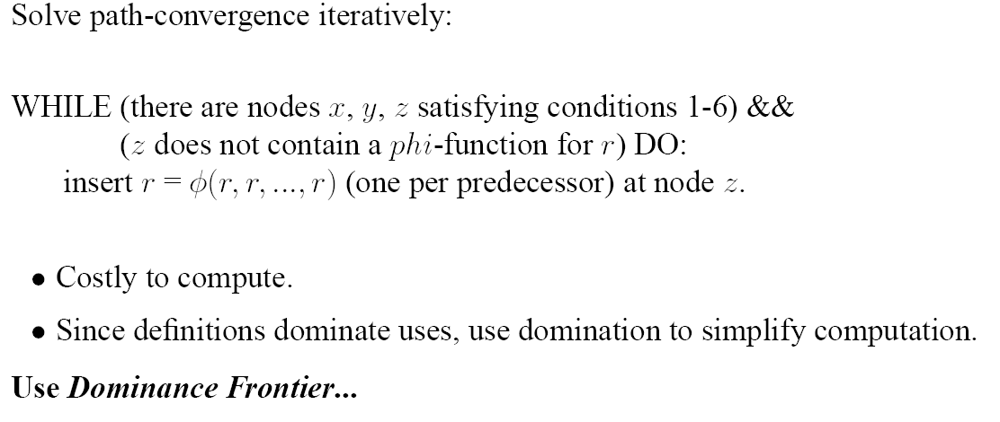 Solve path-convergence iteratively:
WHILE (there are nodes x, y, z satisfying conditions 1-6) &&
(z does not contain a phi-function for r) DO:
insert r = ϕ(r, r, ..., r) (one per predecessor) at node z.
• Costly to compute.
• Since definitions dominate uses, use domination to simplify computation.
Use Dominance Frontier...